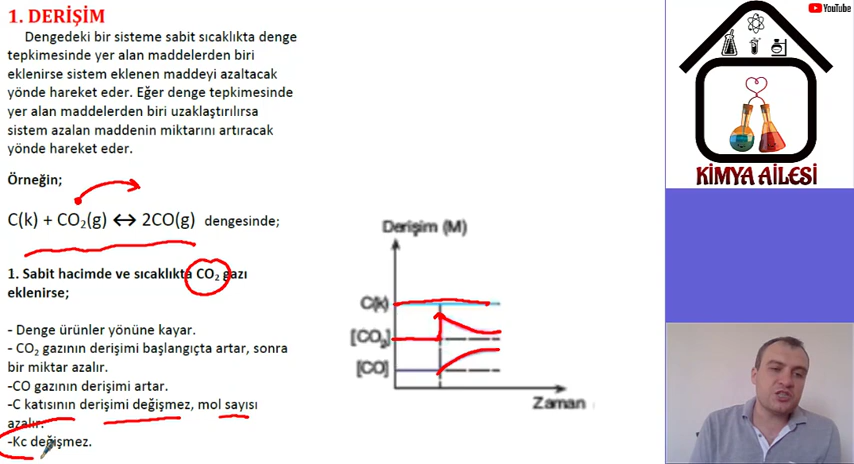 1. DERİŞİM
Dengedeki bir sisteme sabit sıcaklıkta denge
tepkimesinde yer alan maddelerden biri
eklenirse sistem eklenen maddeyi azaltacak
yönde hareket eder. Eğer denge tepkimesinde
yer alan maddelerden biri uzaklaştırılırsa
sistem azalan maddenin miktarını artıracak
yönde hareket eder.
Örneğin;
C(k) + CO₂(g) ↔ 2CO(g) dengesinde;
1. Sabit hacimde ve sıcaklıkta CO₂ gazı
eklenirse;
- Denge ürünler yönüne kayar.
- CO₂ gazının derişimi başlangıçta artar, sonra
bir miktar azalır.
-CO gazının derişimi artar.
-C katısının derişimi değişmez, mol sayısı
azalır.
-Kc değişmez.
Derişim (M)
C(k)
[CO₂]
[CO]
Zaman
YouTube
KİMYA AİLESİ